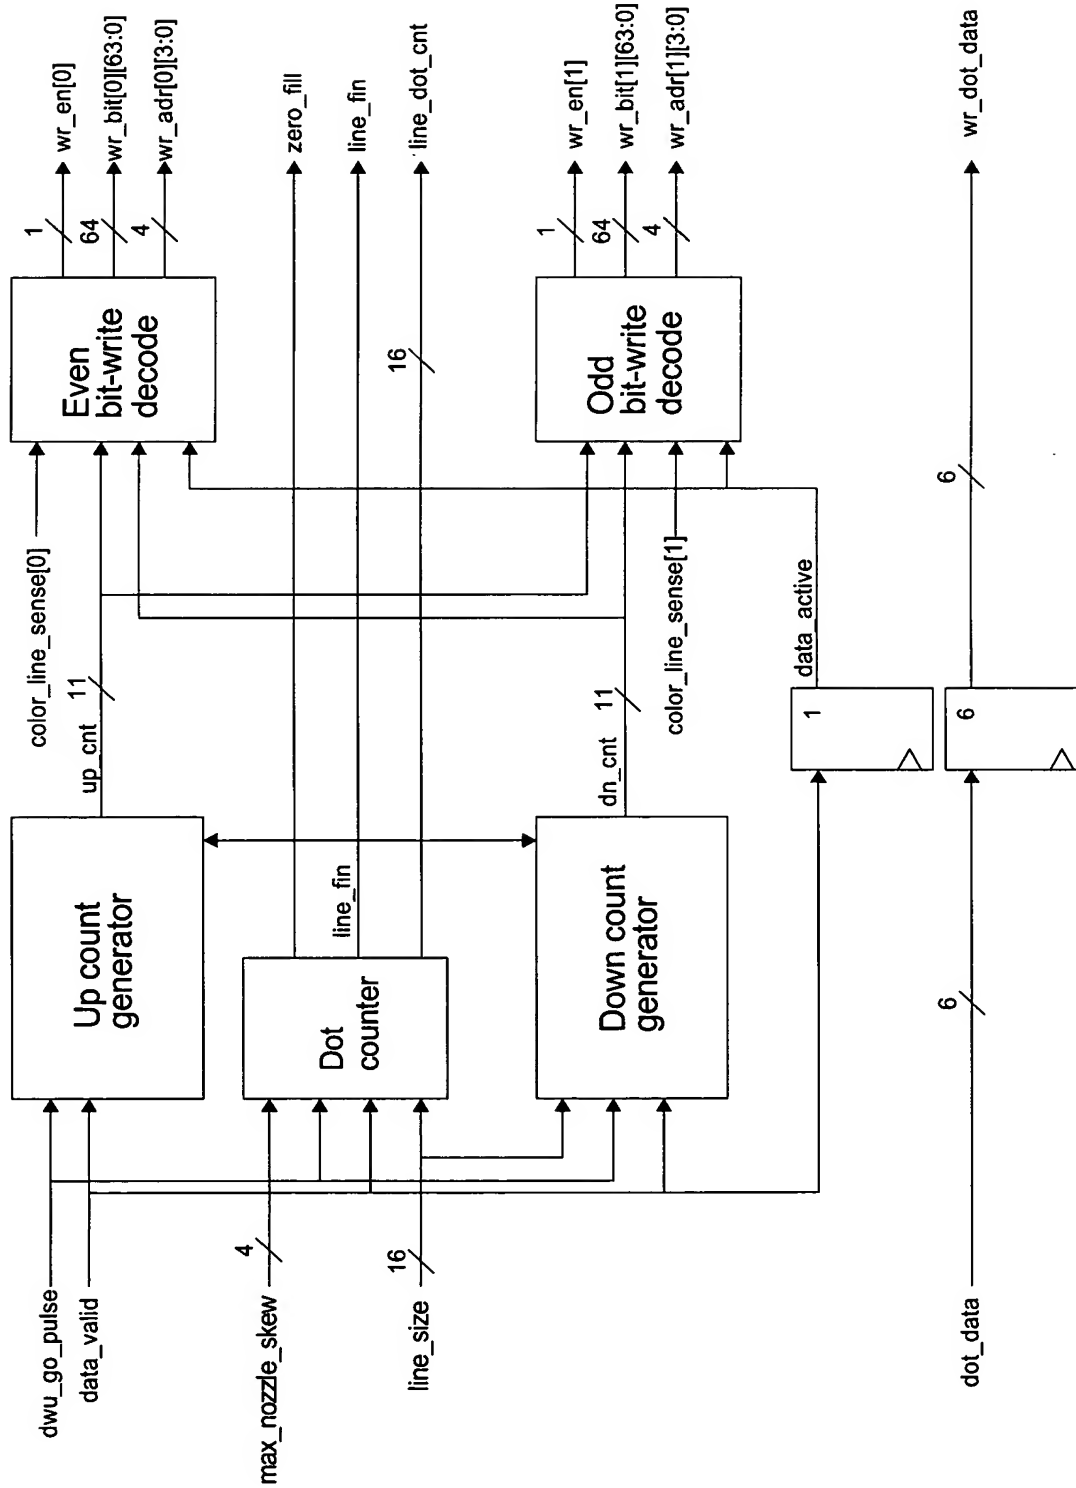 dwu_go_pulse
data_valid
max_nozzle_skew
4
line_size
16
dot_data
6
Up count
generator
Dot
counter
Down count
generator
up_cnt
11
line_fin
dn_cnt
11
color_line_sense[0]
color_line_sense[1]
1
data_active
6
Even
bit-write
decode
Odd
bit-write
decode
16
6
1
64
4
wr_en[0]
wr_bit[0][63:0]
wr_adr[0][3:0]
zero_fill
line_fin
line_dot_cnt
1
64
4
wr_en[1]
wr_bit[1][63:0]
wr_adr[1][3:0]
wr_dot_data